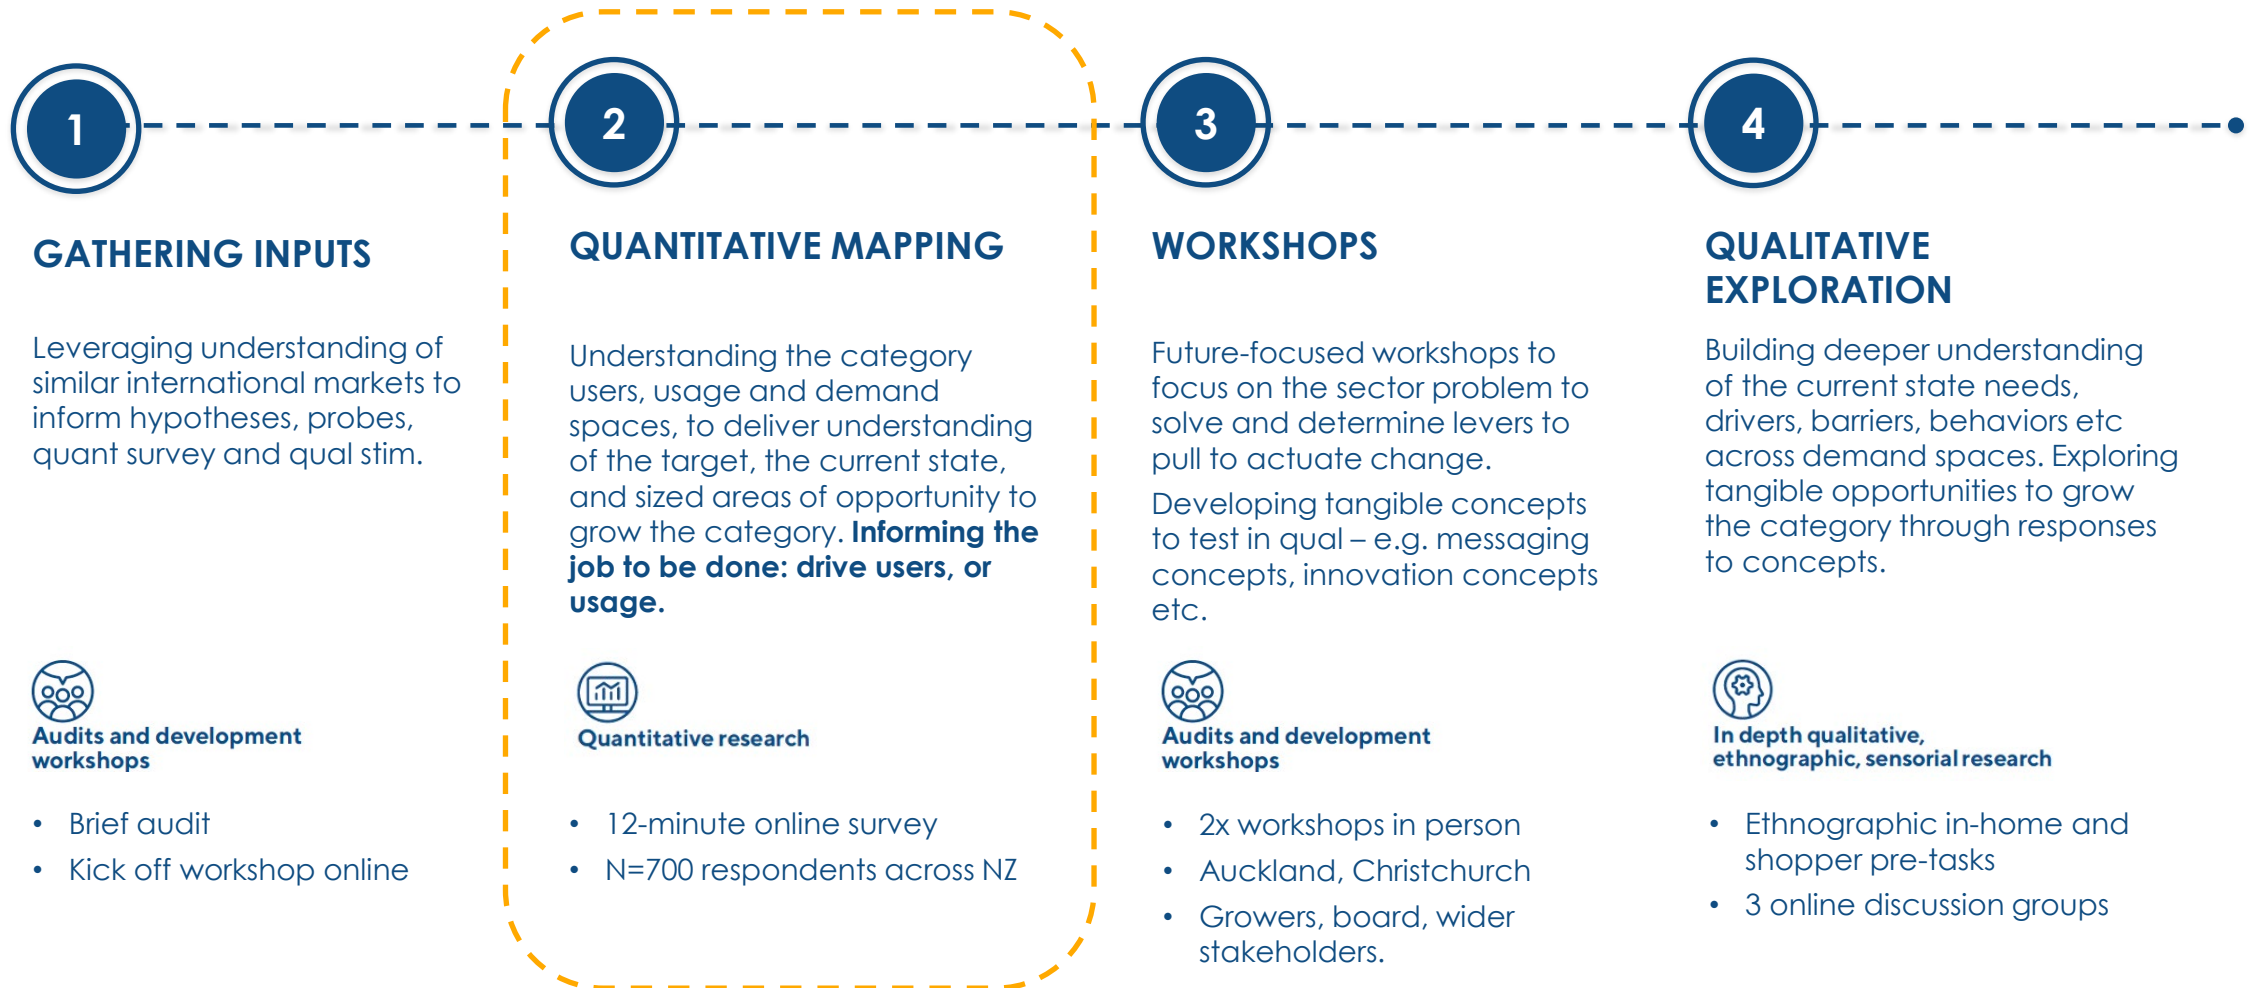 1
GATHERING INPUTS
Leveraging understanding of
similar international markets to
inform hypotheses, probes,
quant survey and qual stim.
Audits and development
workshops
• Brief audit
• Kick off workshop online
2
QUANTITATIVE MAPPING
Understanding the category
users, usage and demand
spaces, to deliver understanding
of the target, the current state,
and sized areas of opportunity to
grow the category. Informing the
job to be done: drive users, or
usage.
Quantitative research
• 12-minute online survey
• N=700 respondents across NZ
3
WORKSHOPS
Future-focused workshops to
focus on the sector problem to
solve and determine levers to
pull to actuate change.
Developing tangible concepts
to test in qual – e.g. messaging
concepts, innovation concepts
etc.
Audits and development
workshops
• 2x workshops in person
• Auckland, Christchurch
• Growers, board, wider
stakeholders.
4
QUALITATIVE
EXPLORATION
Building deeper understanding
of the current state needs,
drivers, barriers, behaviors etc
across demand spaces. Exploring
tangible opportunities to grow
the category through responses
to concepts.
In depth qualitative,
ethnographic, sensorial research
• Ethnographic in-home and
shopper pre-tasks
• 3 online discussion groups